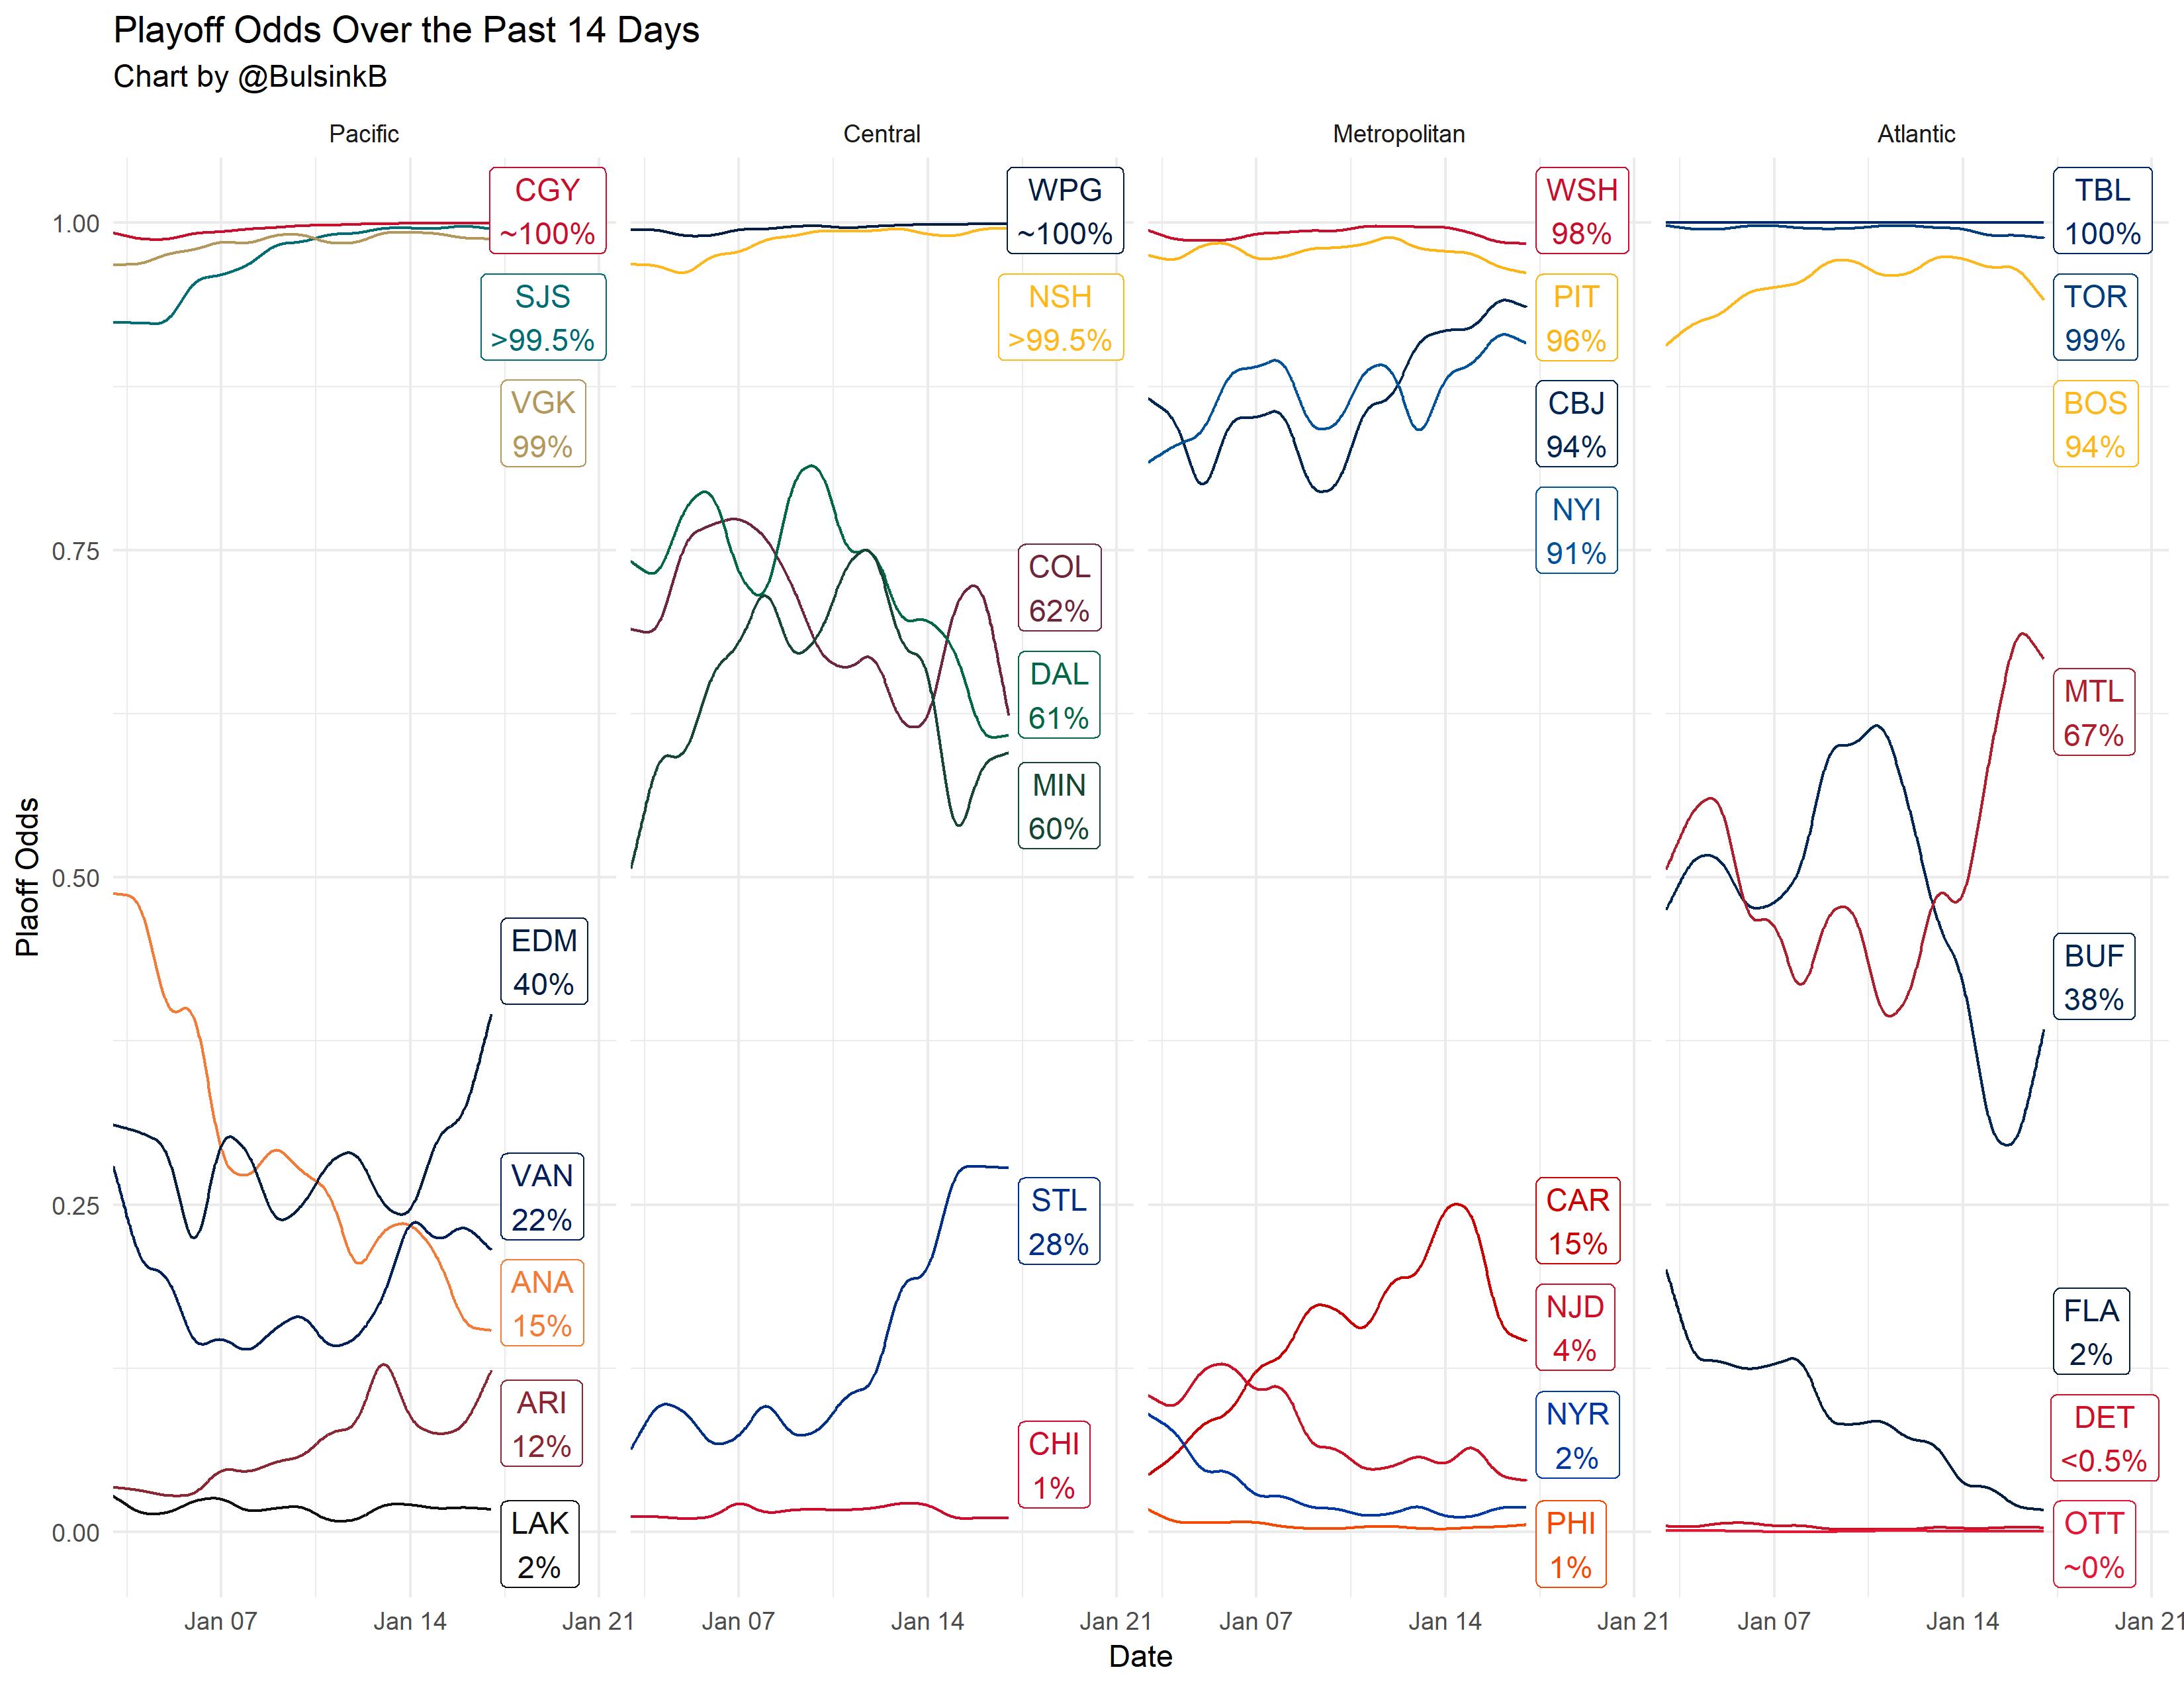 Playoff Odds Over the Past 14 Days
Chart by @BulsinkB
Pacific
Central
Metropolitan
Atlantic
Plaoff Odds
1.00
0.75
0.50
0.25
0.00
CGY
~100%
SJS
>99.5%
VGK
99%
EDM
40%
VAN
22%
ANA
15%
ARI
12%
LAK
2%
WPG
~100%
NSH
>99.5%
COL
62%
DAL
61%
MIN
60%
STL
28%
CHI
1%
WSH
98%
PIT
96%
CBJ
94%
NYI
91%
CAR
15%
NJD
4%
NYR
2%
PHI
1%
TBL
100%
TOR
99%
BOS
94%
MTL
67%
BUF
38%
FLA
2%
DET
<0.5%
OTT
~0%
Jan 07 Jan 14 Jan 21 Jan 07 Jan 14 Jan 21 Jan 07 Jan 14 Jan 21 Jan 07 Jan 14 Jan 21
Date